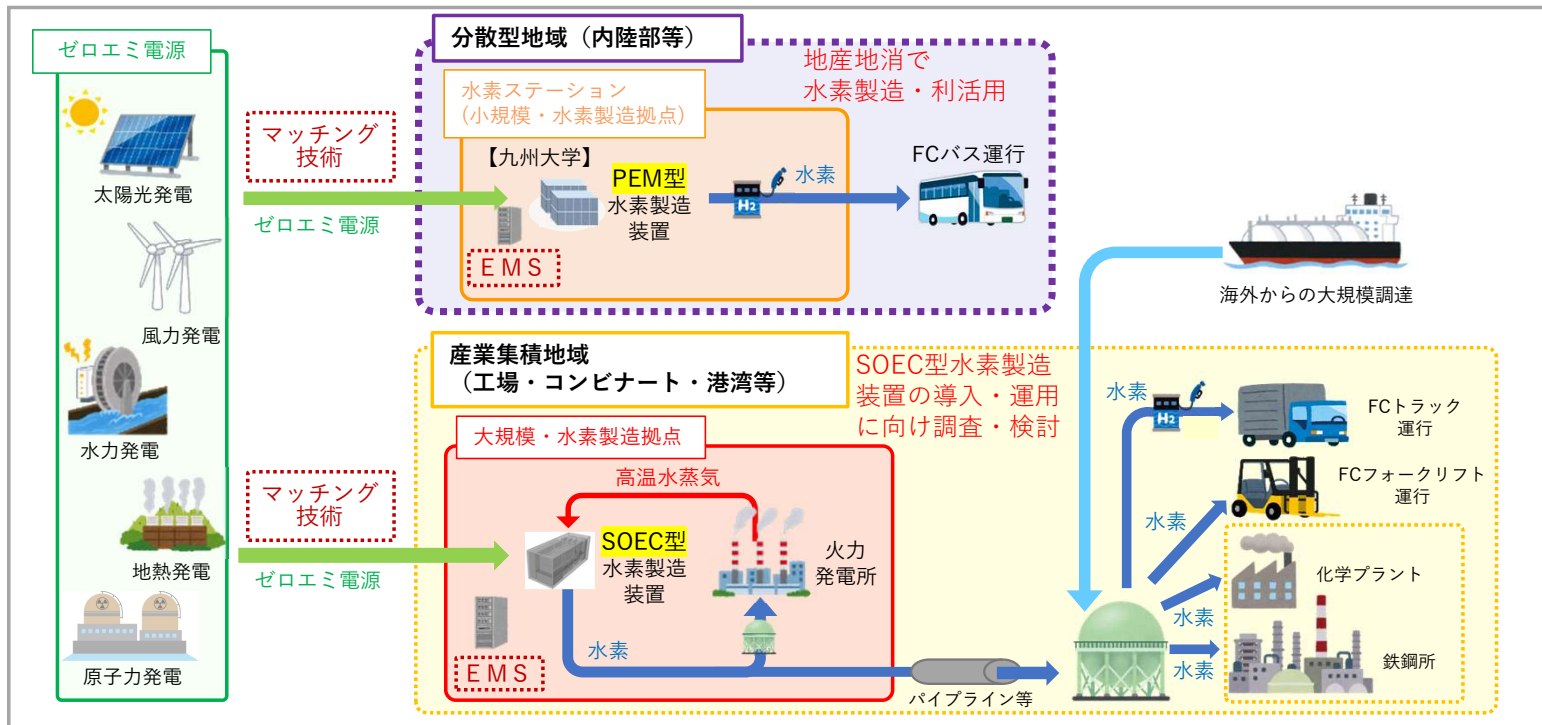 ゼロエミ電源
太陽光発電
風力発電
水力発電
地熱発電
原子力発電
マッチング
技術
ゼロエミ電源
分散型地域（内陸部等）
地産地消で
水素製造・利活用
水素ステーション
(小規模・水素製造拠点)
【九州大学】
PEM型
水素製造
装置
EMS
H2
水素
FCバス運行
海外からの大規模調達
マッチング
技術
ゼロエミ電源
産業集積地域
（工場・コンビナート・港湾等）
SOEC型水素製造
装置の導入・運用
に向け調査・検討
大規模・水素製造拠点
高温水蒸気
SOEC型
水素製造
装置
火力
発電所
EMS
水素
パイプライン等
水素
H2
FCトラック
運行
水素
FCフォークリフト
運行
水素
化学プラント
水素
鉄鋼所